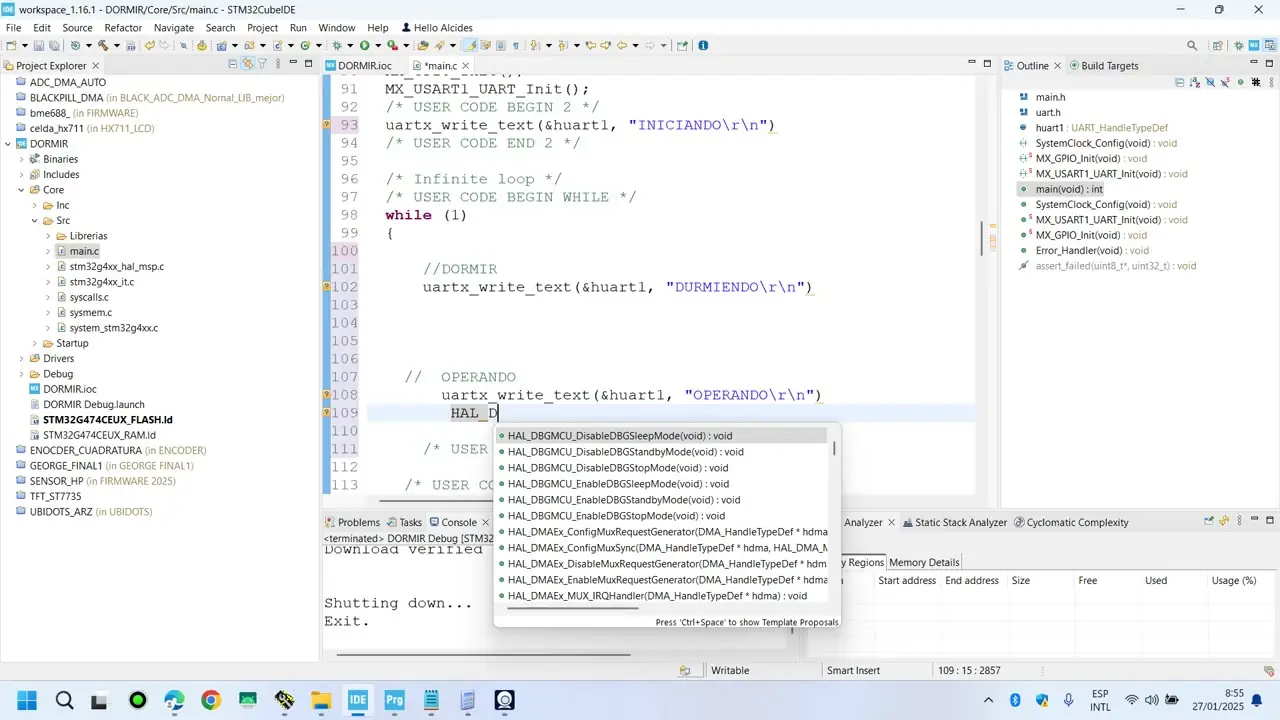 workspace_1.16.1 - DORMIR/Core/Src/main.c - STM32CubeIDE
File Edit Source Refactor Navigate Search Project Run Window Help Hello Alcides
Project Explorer
ADC_DMA_AUTO
BLACKPILL_DMA (in BLACK_ADC_DMA_Nornal_LIB_mejor)
bme688_ (in FIRMWARE)
celda_hx711 (in HX711_LCD)
DORMIR
Binaries
Includes
Core
Inc
Src
Librerias
main.c
stm32g4xx_hal_msp.c
stm32g4xx_it.c
syscalls.c
sysmem.c
system_stm32g4xx.c
Startup
Drivers
Debug
DORMIR.ioc
DORMIR Debug.launch
STM32G474CEUX_FLASH.ld
STM32G474CEUX_RAM.ld
ENOCDER_CUADRATURA (in ENCODER)
GEORGE_FINAL1 (in GEORGE FINAL1)
SENSOR_HP (in FIRMWARE 2025)
TFT_ST7735
UBIDOTS_ARZ (in UBIDOTS)
DORMIR.ioc *main.c
91 MX_USART1_UART_Init();
92 /* USER CODE BEGIN 2 */
93 uartx_write_text(&huart1, "INICIANDO\r\n")
94 /* USER CODE END 2 */
95
96 /* Infinite loop */
97 /* USER CODE BEGIN WHILE */
98 while (1)
99 {
100
101 //DORMIR
102 uartx_write_text(&huart1, "DURMIENDO\r\n")
103
104
105
106
107 // OPERANDO
108 uartx_write_text(&huart1, "OPERANDO\r\n")
109 HAL_D
110
111 /* USER
112
113 /* USER CO
HAL_DBGMCU_DisableDBGSleepMode(void) : void
HAL_DBGMCU_DisableDBGStandbyMode(void) : void
HAL_DBGMCU_DisableDBGStopMode(void) : void
HAL_DBGMCU_EnableDBGSleepMode(void) : void
HAL_DBGMCU_EnableDBGStandbyMode(void) : void
HAL_DBGMCU_EnableDBGStopMode(void) : void
HAL_DMAEx_ConfigMuxRequestGenerator(DMA_HandleTypeDef * hdma
HAL_DMAEx_ConfigMuxSync(DMA_HandleTypeDef * hdma, HAL_DMA_M
HAL_DMAEx_DisableMuxRequestGenerator(DMA_HandleTypeDef * hdm
HAL_DMAEx_EnableMuxRequestGenerator(DMA_HandleTypeDef * hdma
HAL_DMAEx_MUX_IRQHandler(DMA_HandleTypeDef * hdma) : void
Press 'Ctrl+Space' to show Template Proposals
Outline Build Targets
main.h
uart.h
huart1 : UART_HandleTypeDef
SystemClock_Config(void) : void
MX_GPIO_Init(void) : void
MX_USART1_UART_Init(void) : void
main(void) : int
SystemClock_Config(void) : void
MX_USART1_UART_Init(void) : void
MX_GPIO_Init(void) : void
Error_Handler(void) : void
assert_failed(uint8_t*, uint32_t) : void
Problems Tasks Console
<terminated> DORMIR Debug [STM32
Download verified
Shutting down...
Exit.
Analyzer Static Stack Analyzer Cyclomatic Complexity
y Regions Memory Details
Start address End address Size Free Used Usage (%)
Writable Smart Insert 109 : 15 : 2857
IDE Prg
ESP
INTL
8:55
27/01/2025